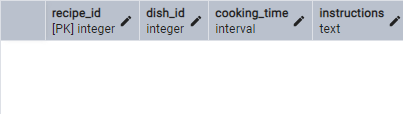 recipe_id dish_id cooking_time instructions
[PK] integer integer interval text